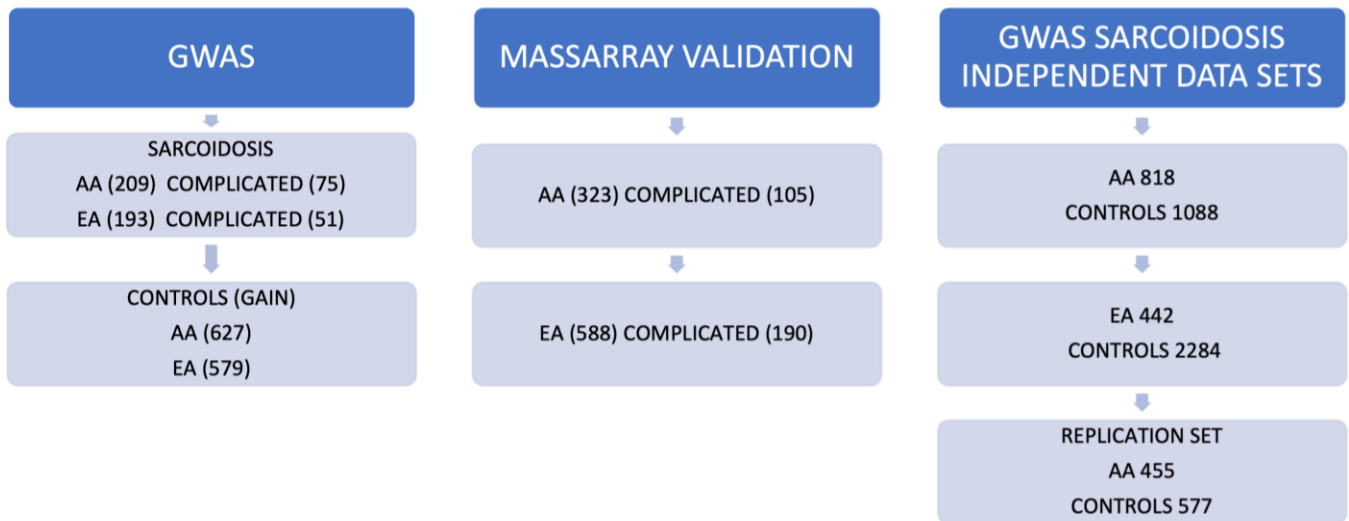 GWAS
SARCOIDOSIS
AA (209) COMPLICATED (75)
EA (193) COMPLICATED (51)
CONTROLS (GAIN)
AA (627)
EA (579)
MASSARRAY VALIDATION
AA (323) COMPLICATED (105)
EA (588) COMPLICATED (190)
GWAS SARCOIDOSIS
INDEPENDENT DATA SETS
AA 818
CONTROLS 1088
EA 442
CONTROLS 2284
REPLICATION SET
AA 455
CONTROLS 577